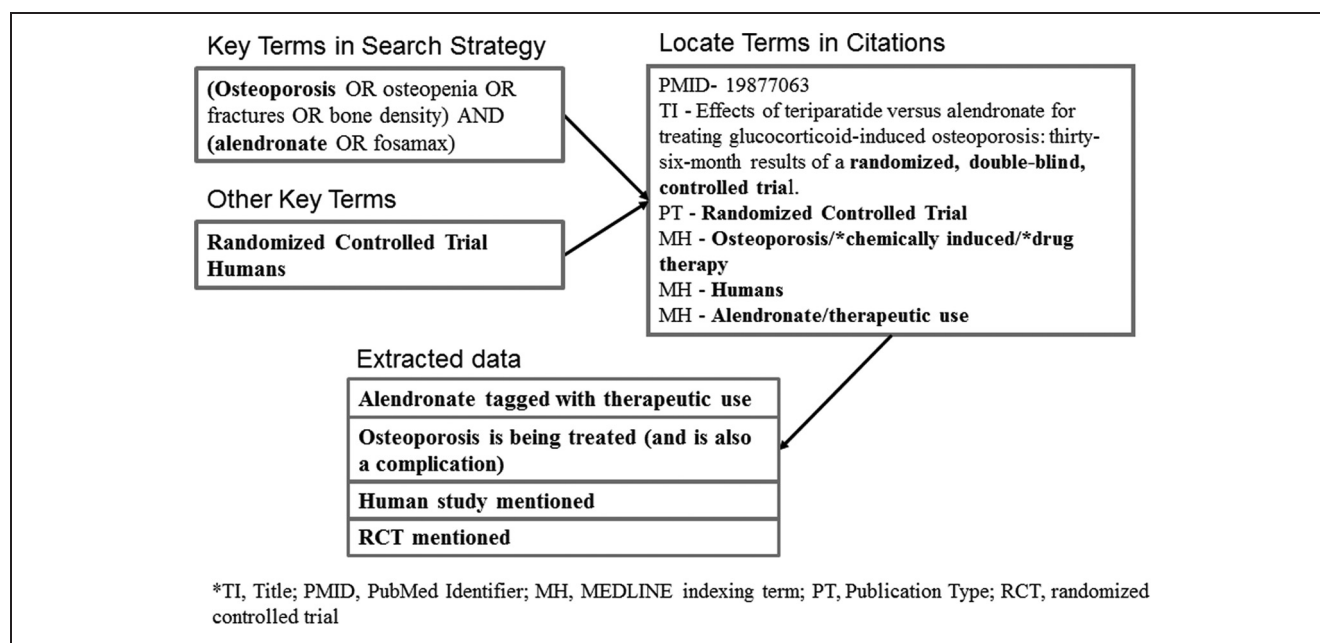 Key Terms in Search Strategy
(Osteoporosis OR osteopenia OR
fractures OR bone density) AND
(alendronate OR fosamax)
Other Key Terms
Randomized Controlled Trial
Humans
Locate Terms in Citations
PMID- 19877063
TI - Effects of teriparatide versus alendronate for
treating glucocorticoid-induced osteoporosis: thirty-
six-month results of a randomized, double-blind,
controlled trial.
PT - Randomized Controlled Trial
MH - Osteoporosis/*chemically induced/*drug
therapy
MH - Humans
MH - Alendronate/therapeutic use
Extracted data
Alendronate tagged with therapeutic use
Osteoporosis is being treated (and is also
a complication)
Human study mentioned
RCT mentioned
*TI, Title; PMID, PubMed Identifier; MH, MEDLINE indexing term; PT, Publication Type; RCT, randomized
controlled trial